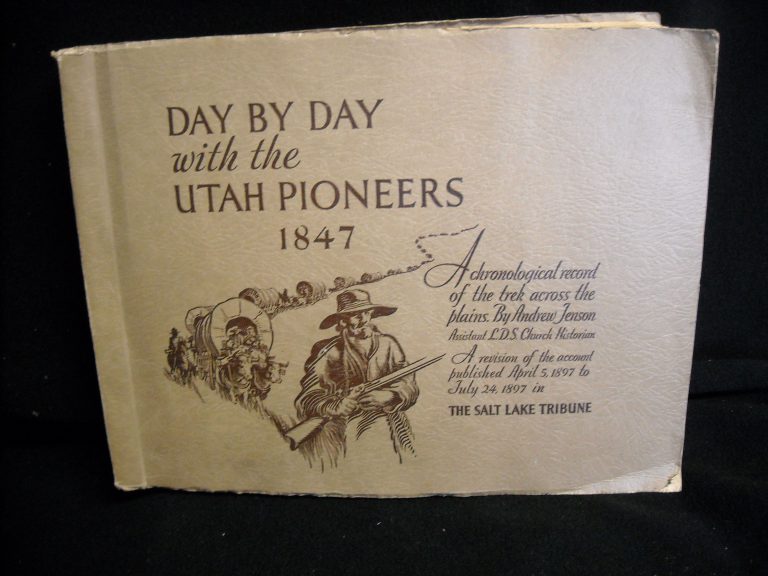 DAY BY DAY
with the
UTAH PIONEERS
1847
A chronological record
of the trek across the
plains. By Andrew Jenson
Assistant L.D.S. Church Historian
A revision of the account
published April 5, 1897 to
July 24, 1897 in
THE SALT LAKE TRIBUNE